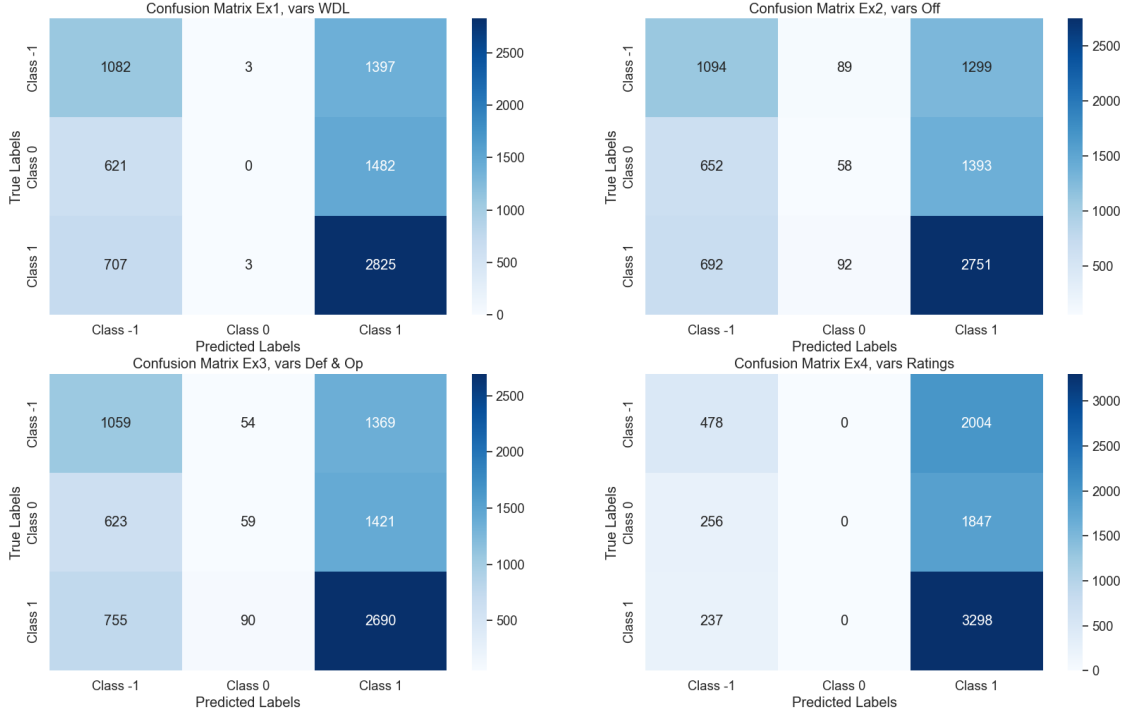 Confusion Matrix Ex1, vars WDL
Class -1
Class 0
Class 1
True Labels
1082 3 1397
621 0 1482
707 3 2825
Class -1 Class 0 Class 1
Predicted Labels
2500
2000
1500
1000
500
0
Confusion Matrix Ex2, vars Off
Class -1
Class 0
Class 1
True Labels
1094 89 1299
652 58 1393
692 92 2751
Class -1 Class 0 Class 1
Predicted Labels
2500
2000
1500
1000
500
Confusion Matrix Ex3, vars Def & Op
Class -1
Class 0
Class 1
True Labels
1059 54 1369
623 59 1421
755 90 2690
Class -1 Class 0 Class 1
Predicted Labels
2500
2000
1500
1000
500
Confusion Matrix Ex4, vars Ratings
Class -1
Class 0
Class 1
True Labels
478 0 2004
256 0 1847
237 0 3298
Class -1 Class 0 Class 1
Predicted Labels
3000
2500
2000
1500
1000
500
0